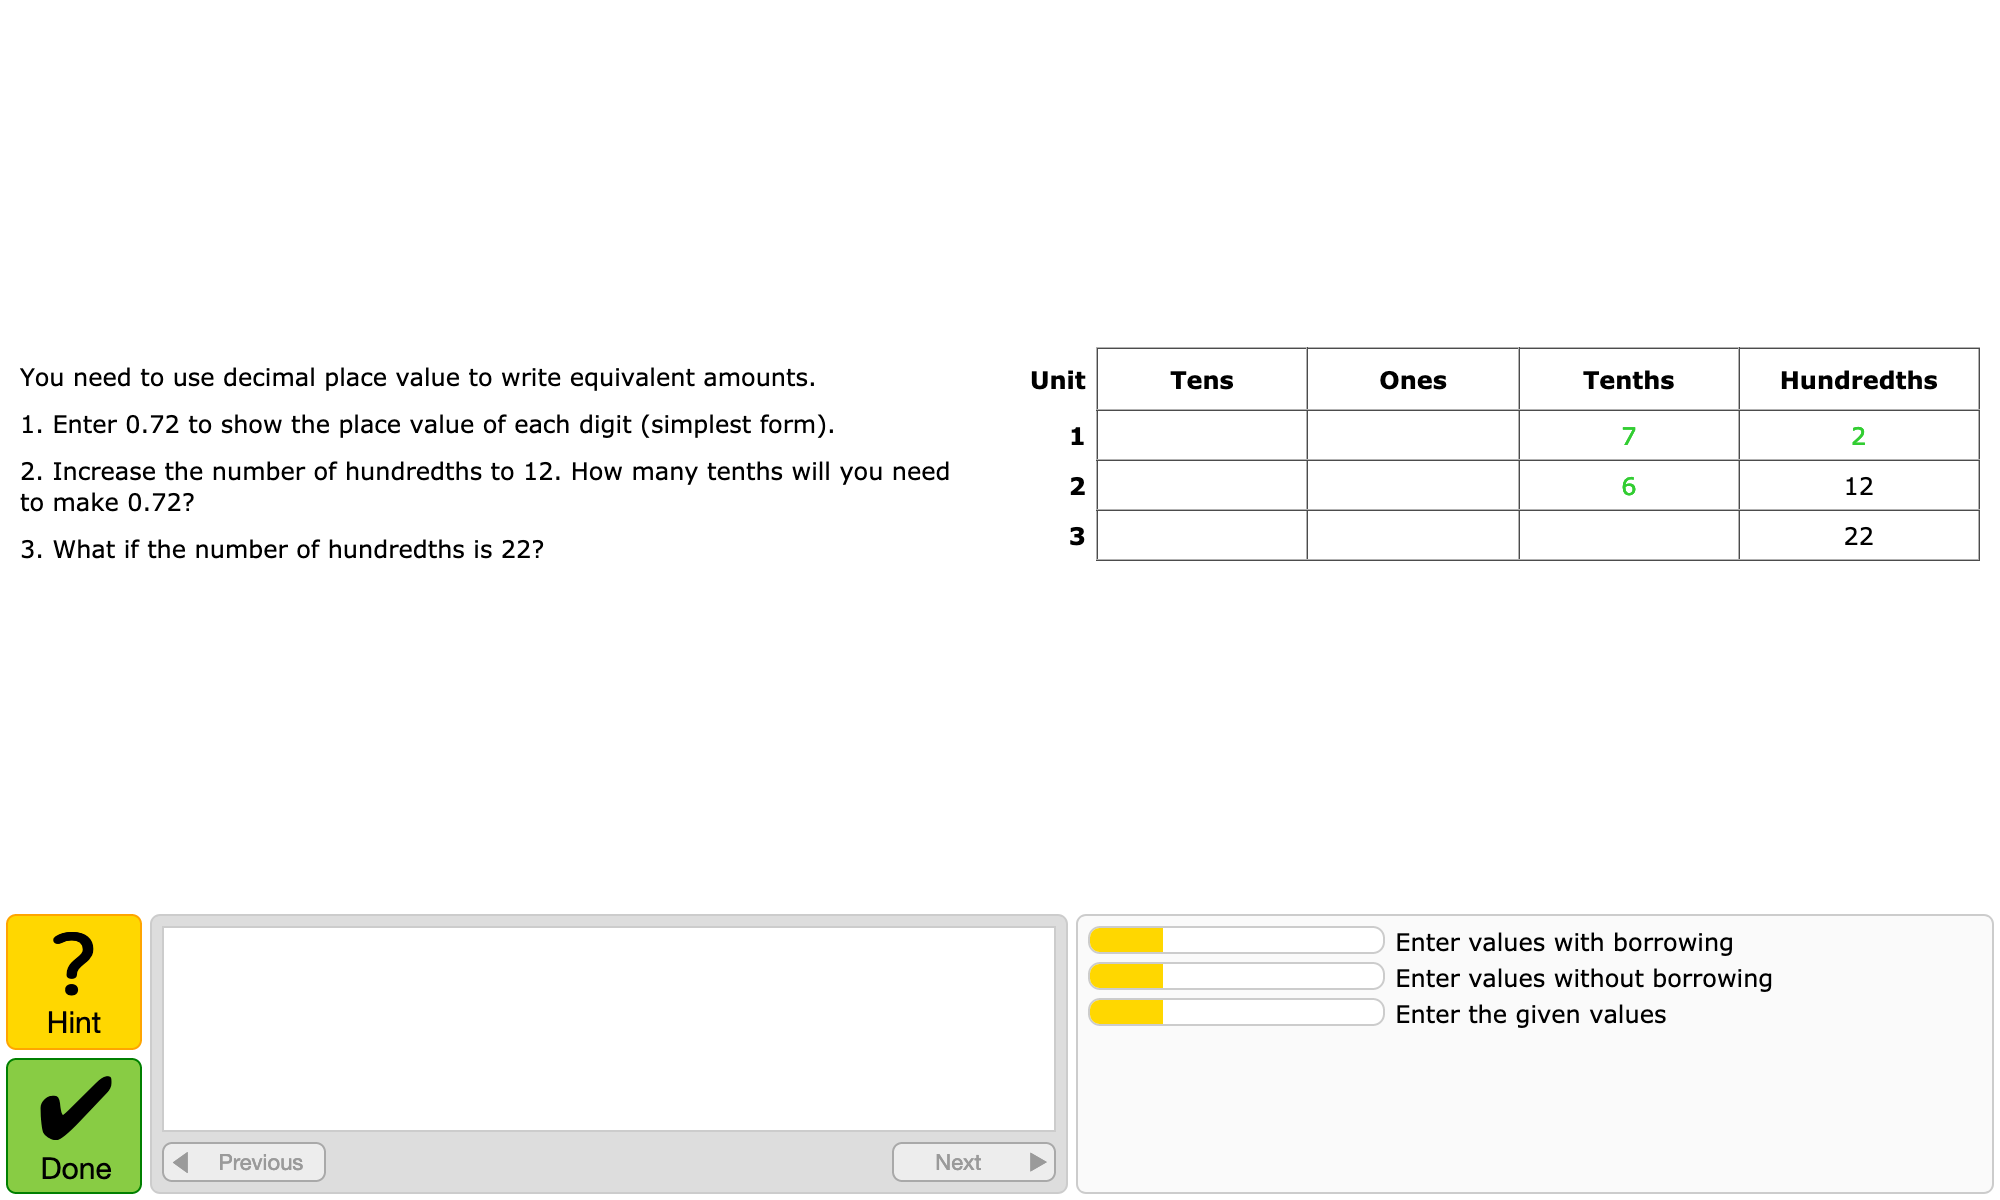 You need to use decimal place value to write equivalent amounts.
1. Enter 0.72 to show the place value of each digit (simplest form).
2. Increase the number of hundredths to 12. How many tenths will you need
to make 0.72?
3. What if the number of hundredths is 22?
Unit Tens Ones Tenths Hundredths
1 7 2
2 6 12
3 22
?
Hint
Done
Previous
Next
Enter values with borrowing
Enter values without borrowing
Enter the given values